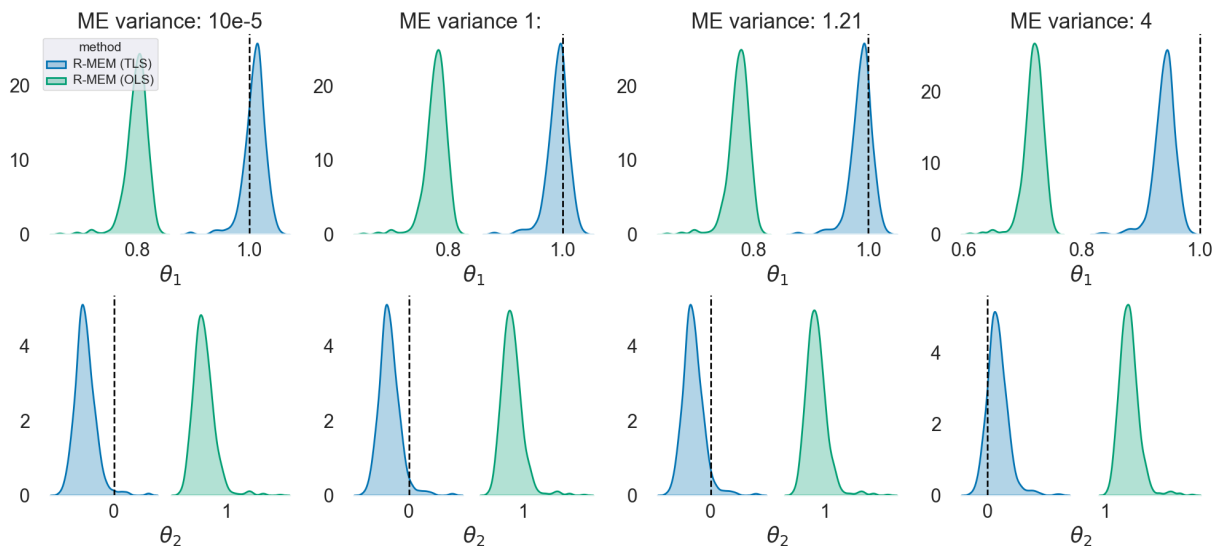 ME variance: 10e-5
ME variance 1:
ME variance: 1.21
ME variance: 4
method
R-MEM (TLS)
R-MEM (OLS)
20
10
0
0.8
1.0
θ₁
20
10
0
0.8
1.0
θ₁
20
10
0
0.8
1.0
θ₁
20
10
0
0.6
0.8
1.0
θ₁
4
2
0
0
1
θ₂
4
2
0
0
1
θ₂
4
2
0
0
1
θ₂
4
2
0
0
1
θ₂